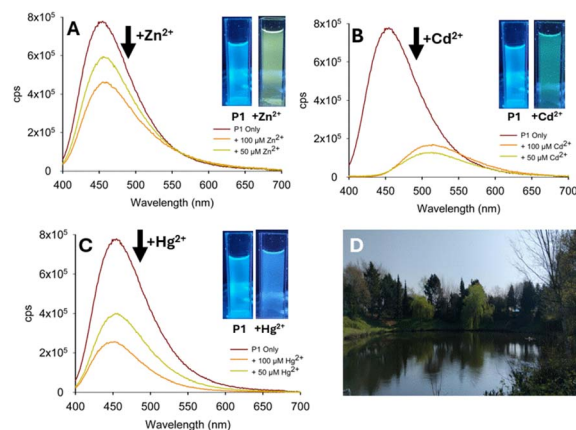 A
+Zn²⁺
8x10⁵
6x10⁵
4x10⁵
2x10⁵
0
cps
400 450 500 550 600 650 700
Wavelength (nm)
P1 +Zn²⁺
P1 Only
+ 100 µM Zn²⁺
+ 50 µM Zn²⁺
B
+Cd²⁺
8x10⁵
6x10⁵
4x10⁵
2x10⁵
0
cps
400 450 500 550 600 650 700
Wavelength (nm)
P1 +Cd²⁺
P1 Only
+ 100 µM Cd²⁺
+ 50 µM Cd²⁺
C
+Hg²⁺
8x10⁵
6x10⁵
4x10⁵
2x10⁵
0
cps
400 450 500 550 600 650 700
Wavelength (nm)
P1 +Hg²⁺
P1 Only
+ 100 µM Hg²⁺
+ 50 µM Hg²⁺
D